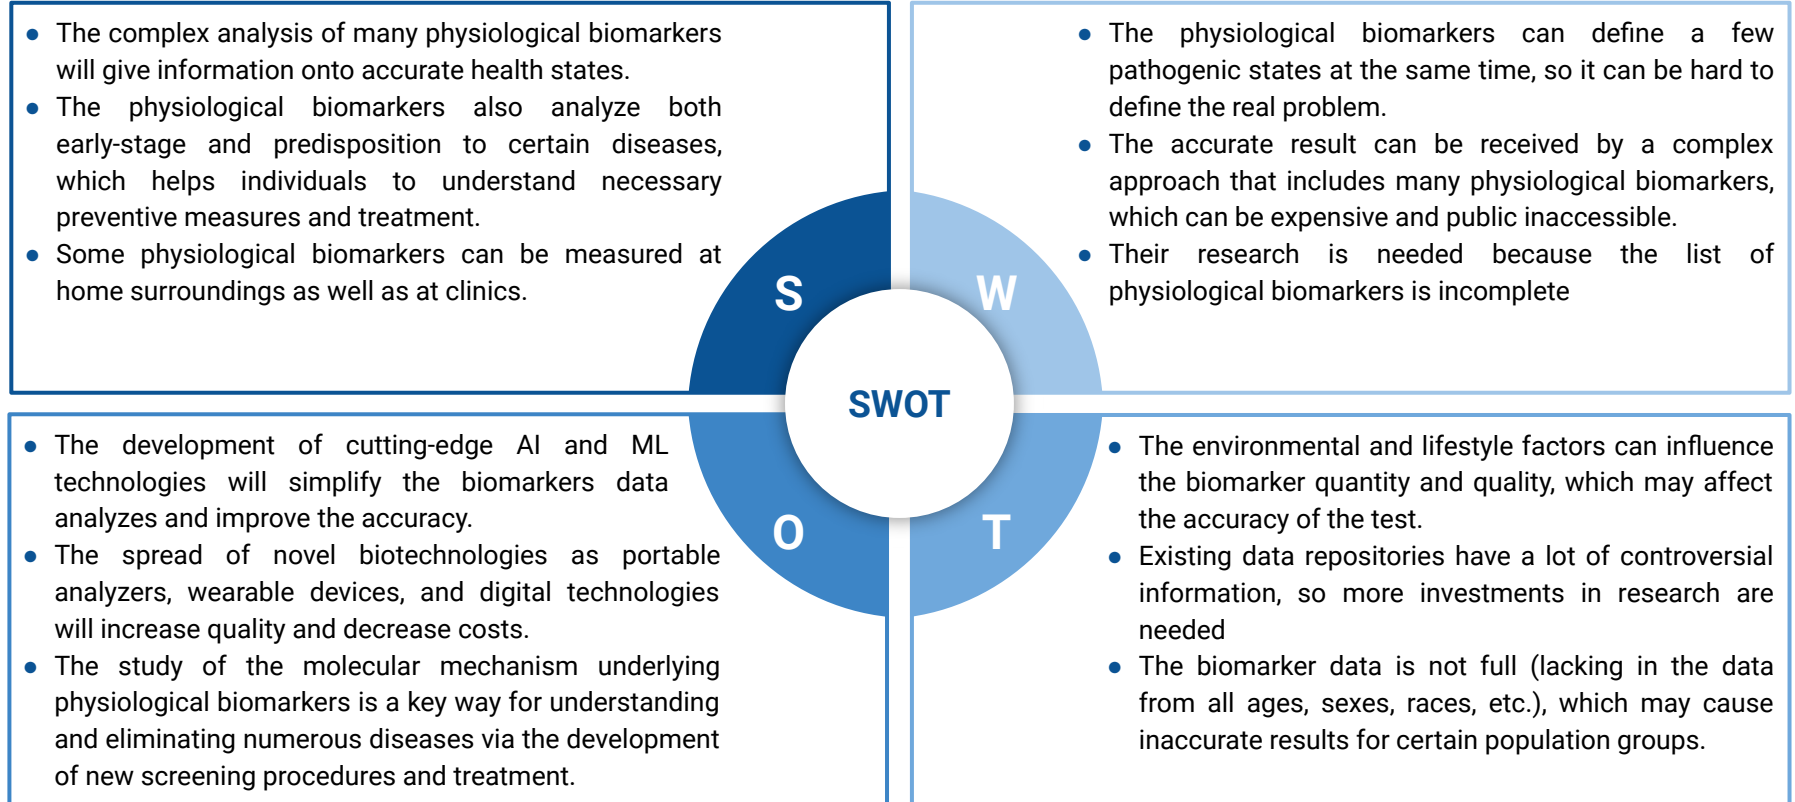 The complex analysis of many physiological biomarkers
will give information onto accurate health states.
The physiological biomarkers also analyze both
early-stage and predisposition to certain diseases,
which helps individuals to understand necessary
preventive measures and treatment.
Some physiological biomarkers can be measured at
home surroundings as well as at clinics.
The physiological biomarkers can define a few
pathogenic states at the same time, so it can be hard to
define the real problem.
The accurate result can be received by a complex
approach that includes many physiological biomarkers,
which can be expensive and public inaccessible.
Their research is needed because the list of
physiological biomarkers is incomplete
S
W
SWOT
O
T
The development of cutting-edge AI and ML
technologies will simplify the biomarkers data
analyzes and improve the accuracy.
The spread of novel biotechnologies as portable
analyzers, wearable devices, and digital technologies
will increase quality and decrease costs.
The study of the molecular mechanism underlying
physiological biomarkers is a key way for understanding
and eliminating numerous diseases via the development
of new screening procedures and treatment.
The environmental and lifestyle factors can influence
the biomarker quantity and quality, which may affect
the accuracy of the test.
Existing data repositories have a lot of controversial
information, so more investments in research are
needed
The biomarker data is not full (lacking in the data
from all ages, sexes, races, etc.), which may cause
inaccurate results for certain population groups.